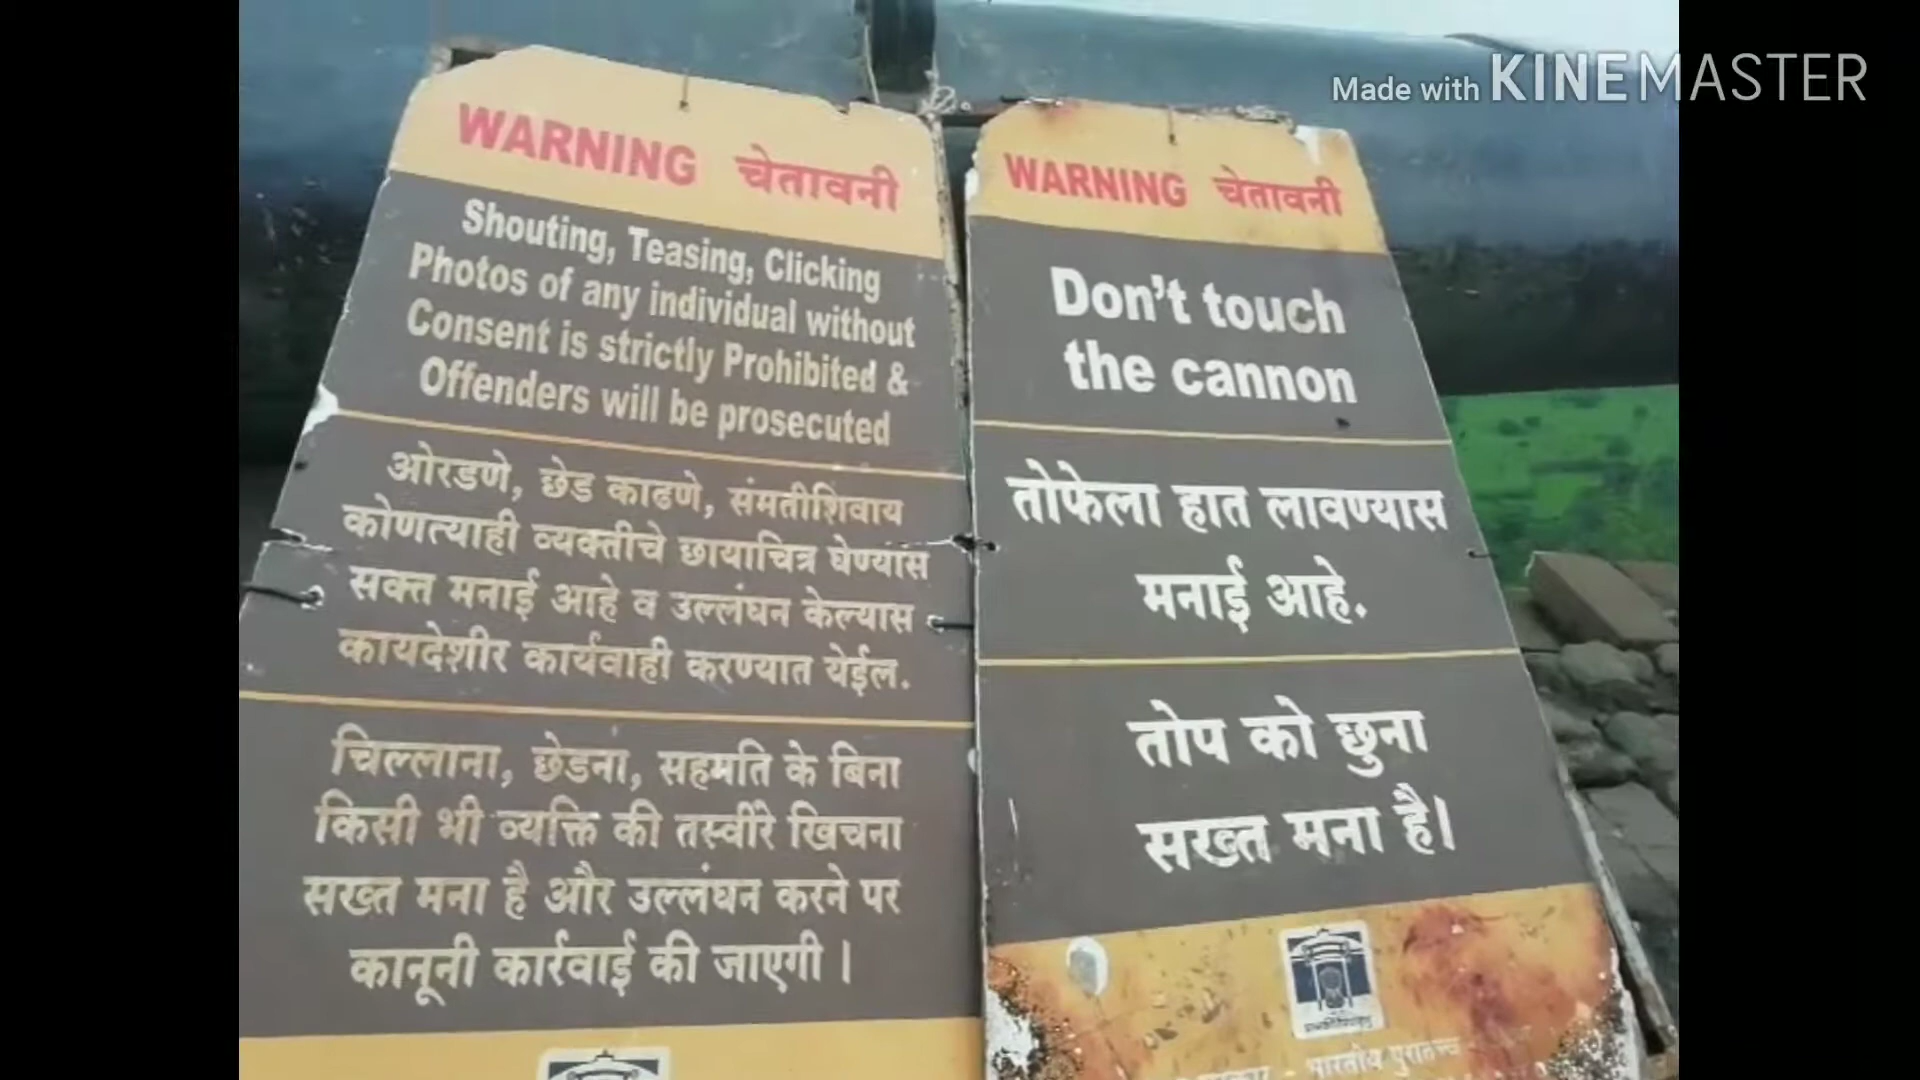 Made with KINEMASTER
WARNING चेतावनी
Shouting, Teasing, Clicking
Photos of any individual without
Consent is strictly Prohibited &
Offenders will be prosecuted
ओरडणे, छेड काढणे, संमतीशिवाय
कोणत्याही व्यक्तीचे छायाचित्र घेण्यास
सक्त मनाई आहे व उल्लंघन केल्यास
कायदेशीर कार्यवाही करण्यात येईल.
चिल्लाना, छेडना, सहमति के बिना
किसी भी व्यक्ति की तस्वीरे खिचना
सख्त मना है और उल्लंघन करने पर
कानूनी कार्रवाई की जाएगी।
WARNING चेतावनी
Don't touch
the cannon
तोफेला हात लावण्यास
मनाई आहे.
तोप को छुना
सख्त मना है।
भारतीय